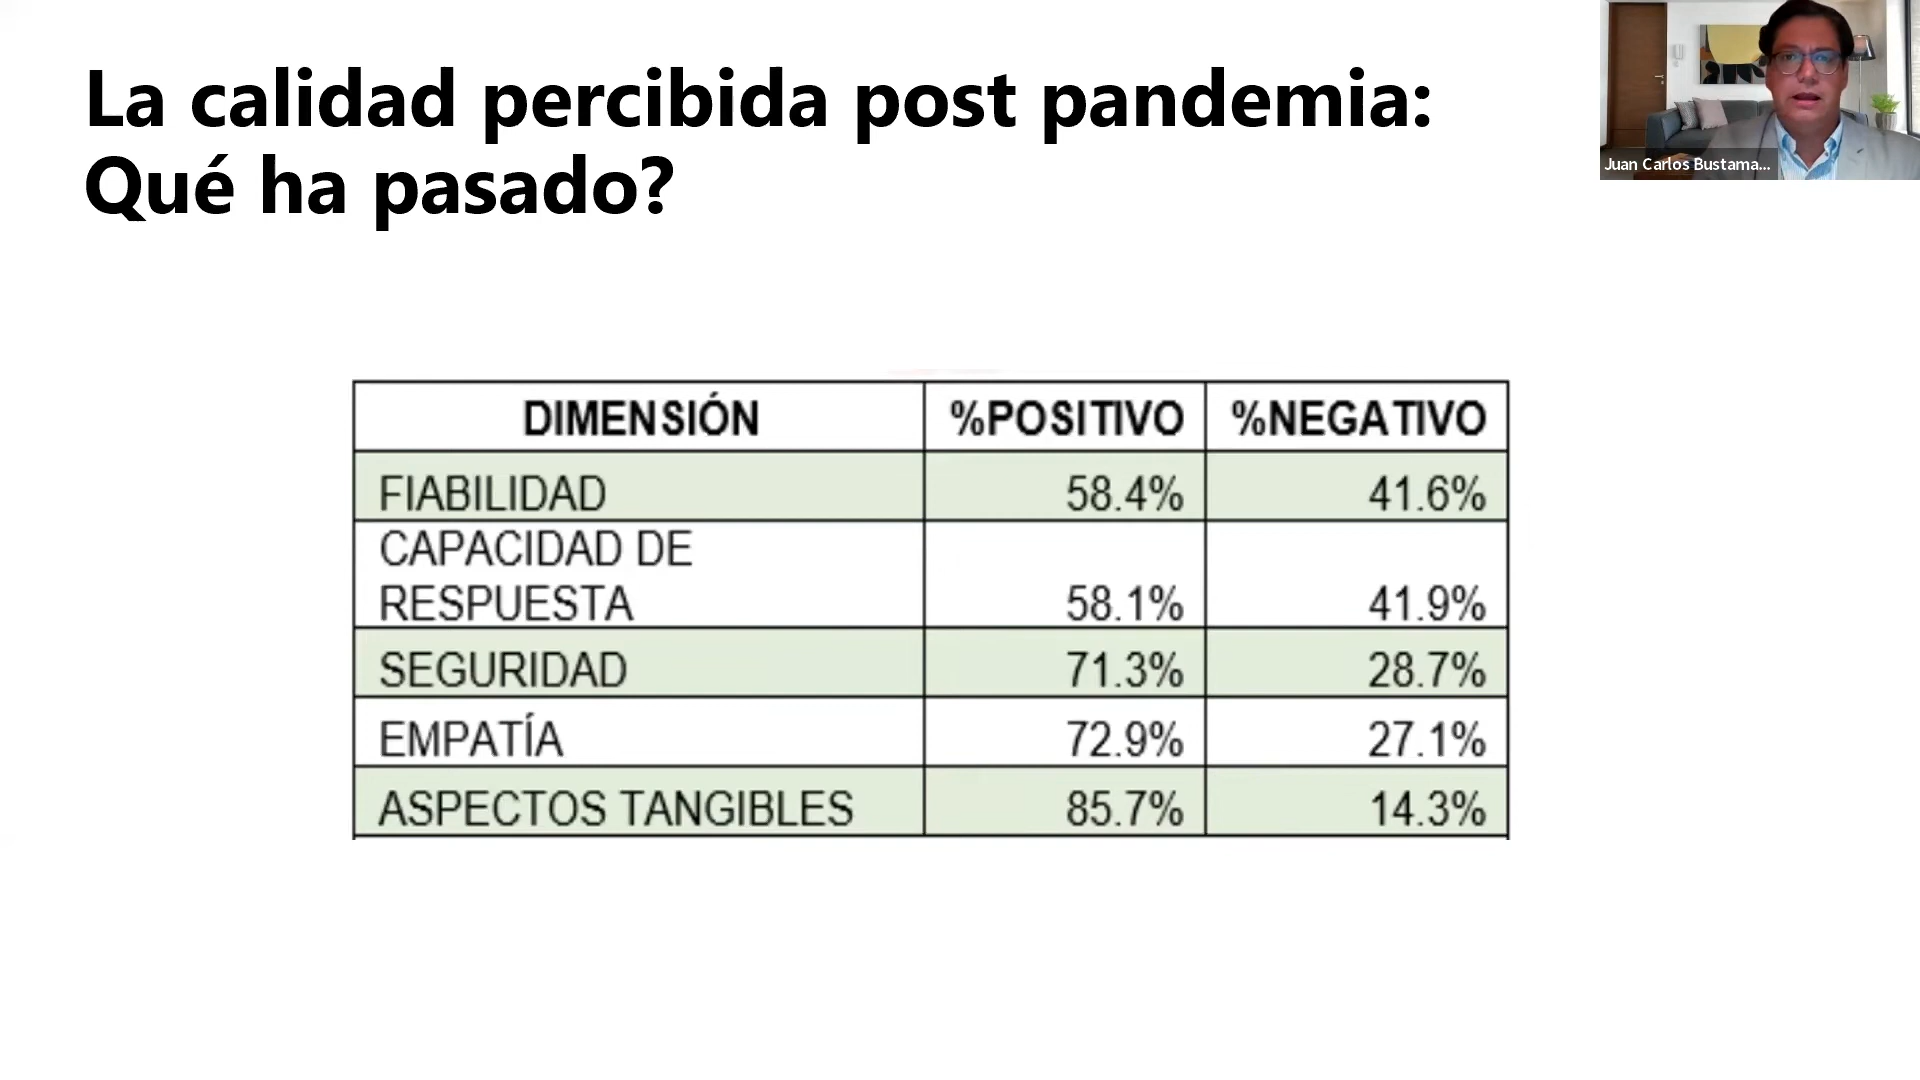 La calidad percibida post pandemia:
Qué ha pasado?
Juan Carlos Bustama...
DIMENSIÓN %POSITIVO %NEGATIVO
FIABILIDAD 58.4% 41.6%
CAPACIDAD DE
RESPUESTA 58.1% 41.9%
SEGURIDAD 71.3% 28.7%
EMPATÍA 72.9% 27.1%
ASPECTOS TANGIBLES 85.7% 14.3%